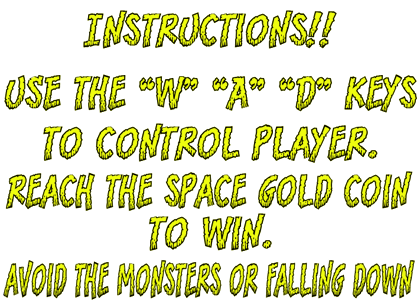 INSTRUCTIONS!!
USE THE “W” “A” “D” KEYS
TO CONTROL PLAYER.
REACH THE SPACE GOLD COIN
TO WIN.
AVOID THE MONSTERS OR FALLING DOWN